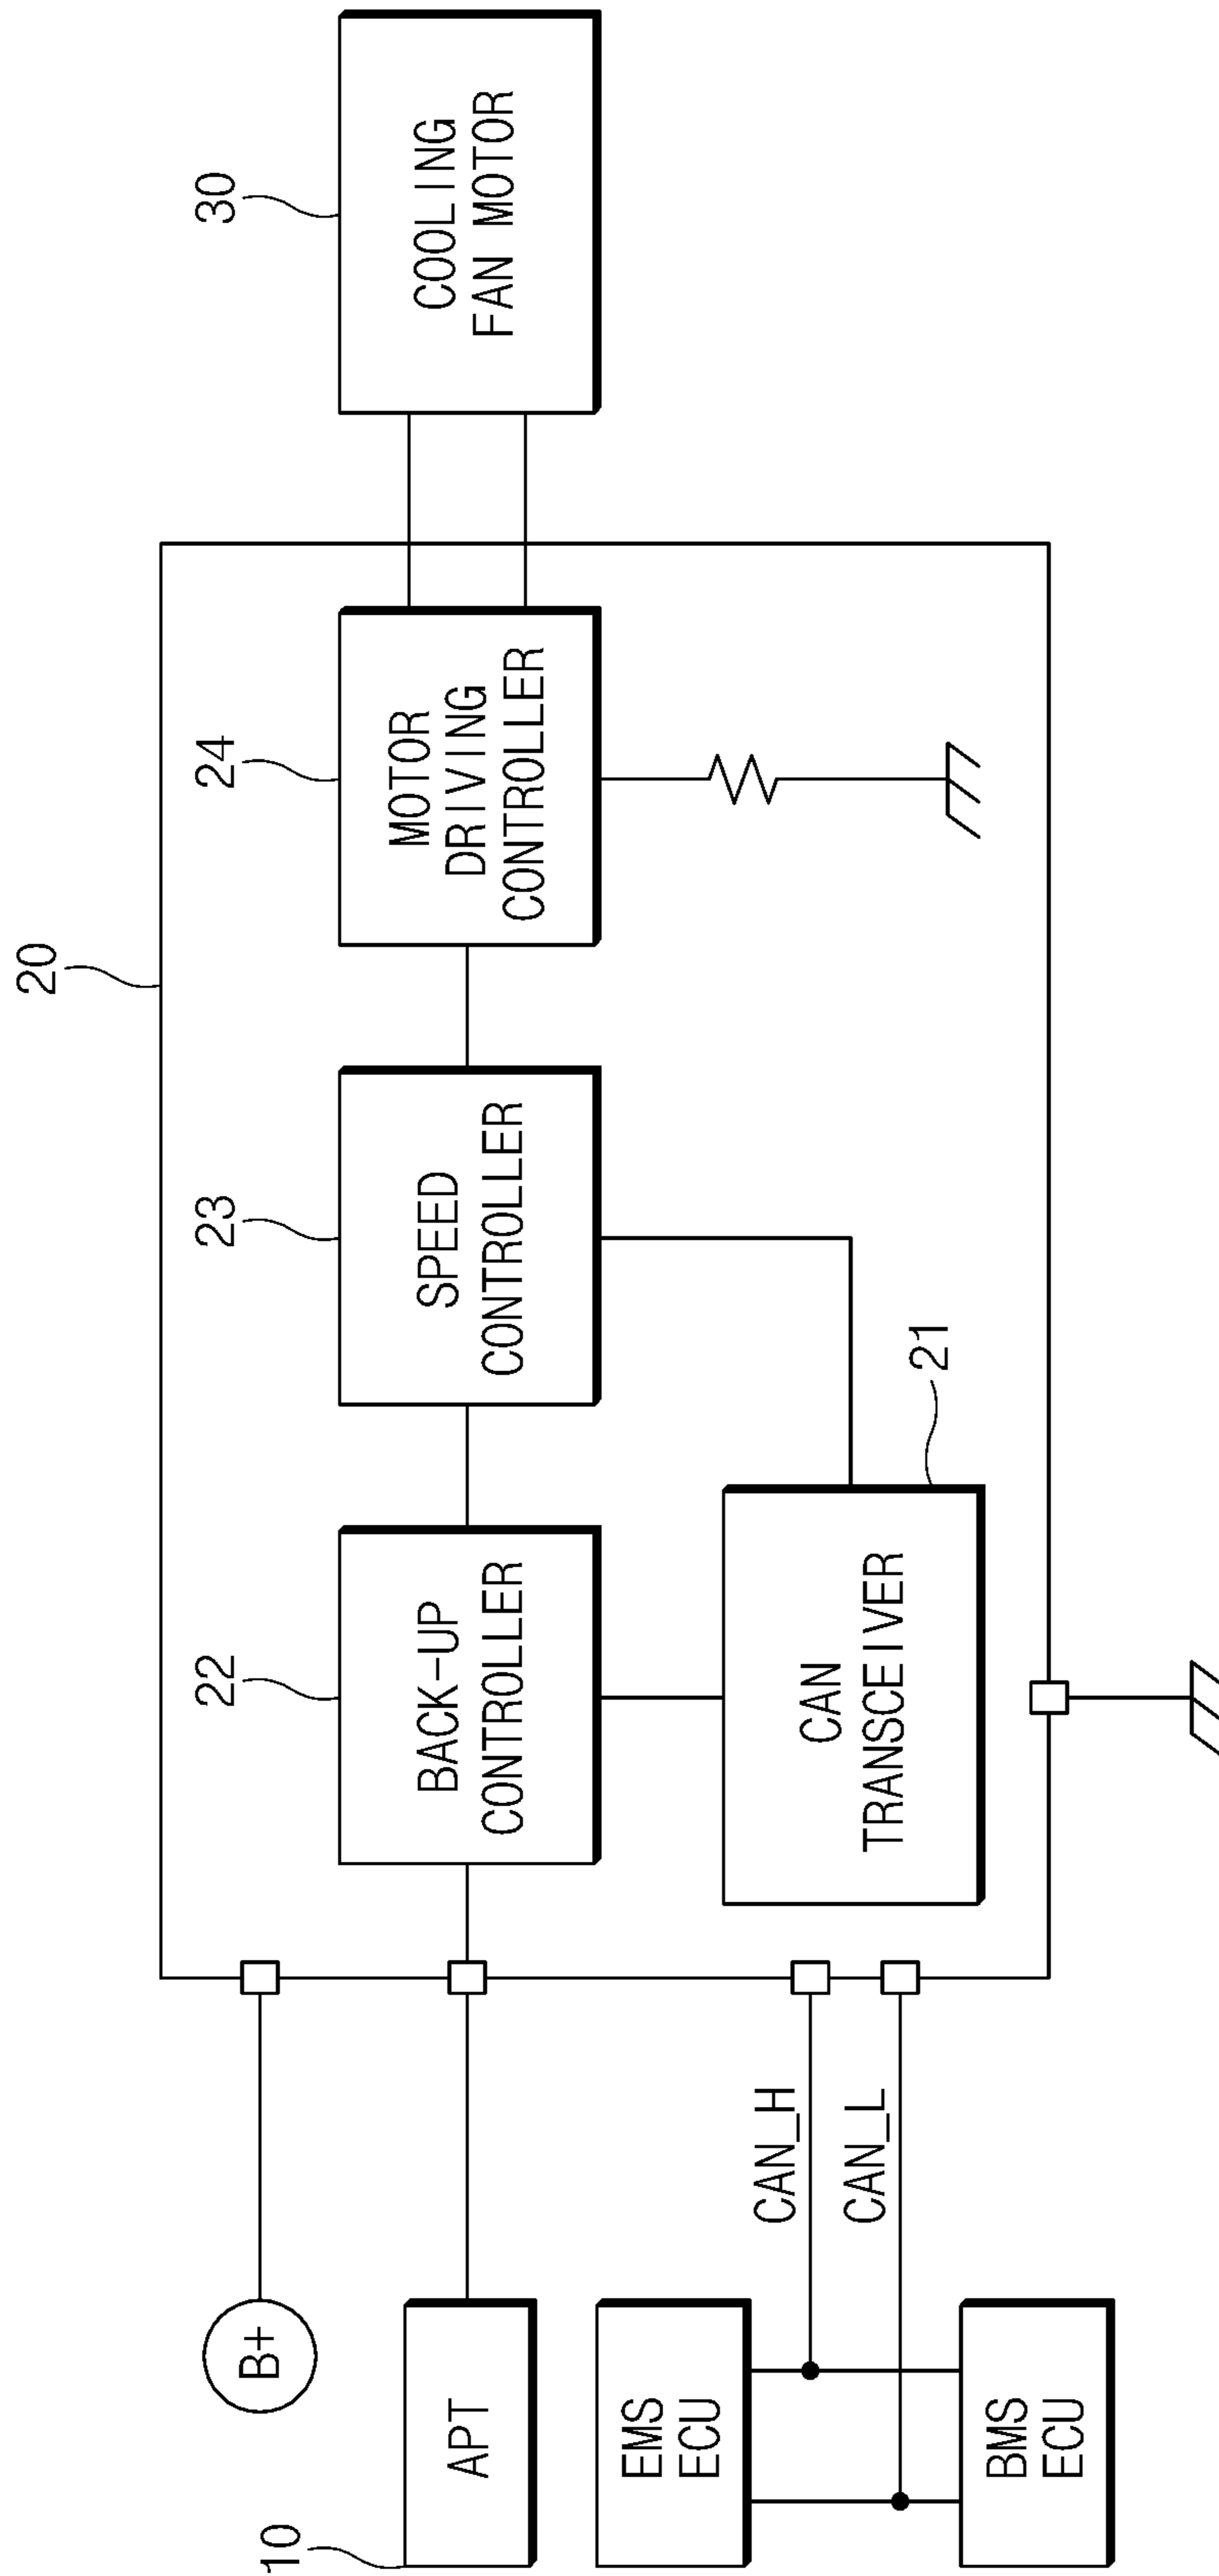 20
22
23
24
30
B+
BACK-UP
CONTROLLER
SPEED
CONTROLLER
MOTOR
DRIVING
CONTROLLER
COOLING
FAN MOTOR
10
APT
21
EMS
ECU
CAN_H
CAN
TRANSCEIVER
CAN_L
BMS
ECU